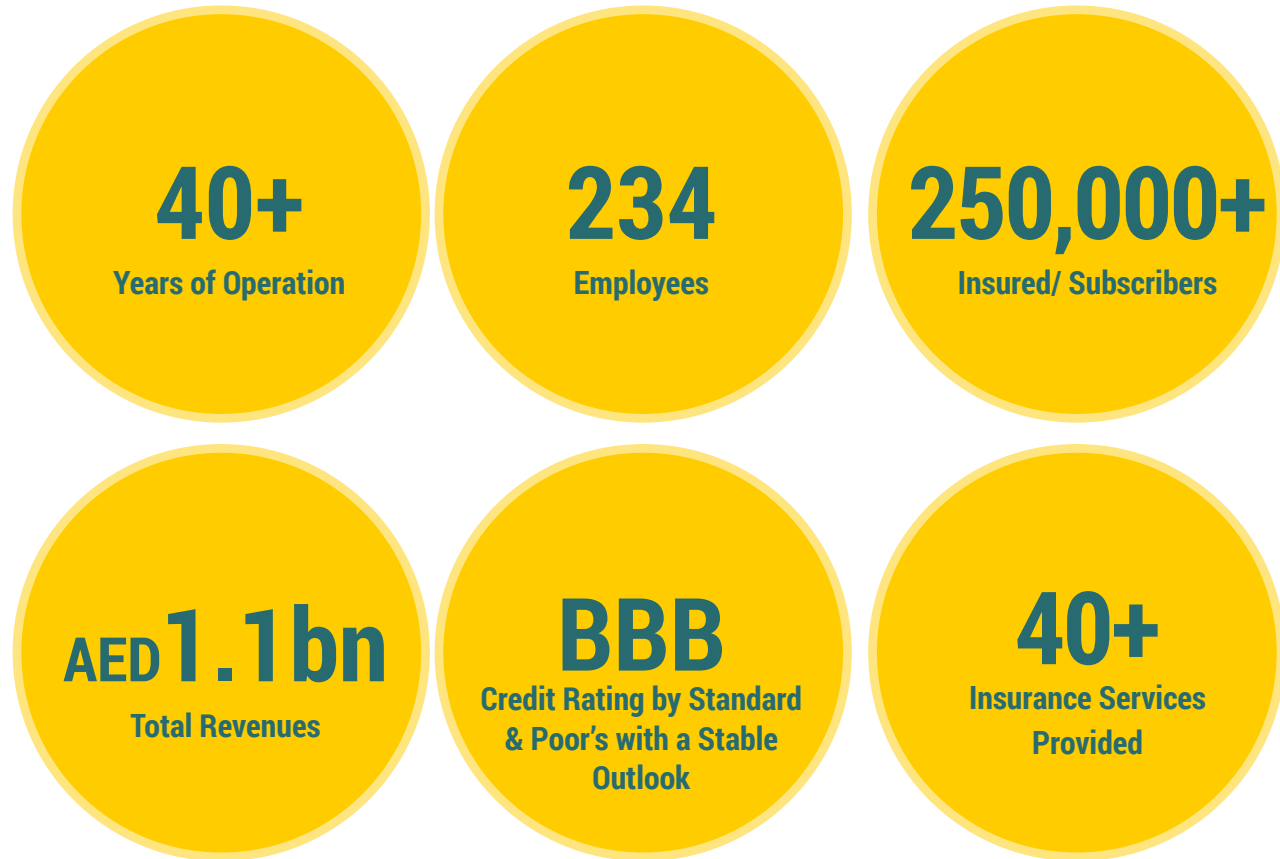 40+
Years of Operation
234
Employees
250,000+
Insured/ Subscribers
AED1.1bn
Total Revenues
BBB
Credit Rating by Standard
& Poor’s with a Stable
Outlook
40+
Insurance Services
Provided